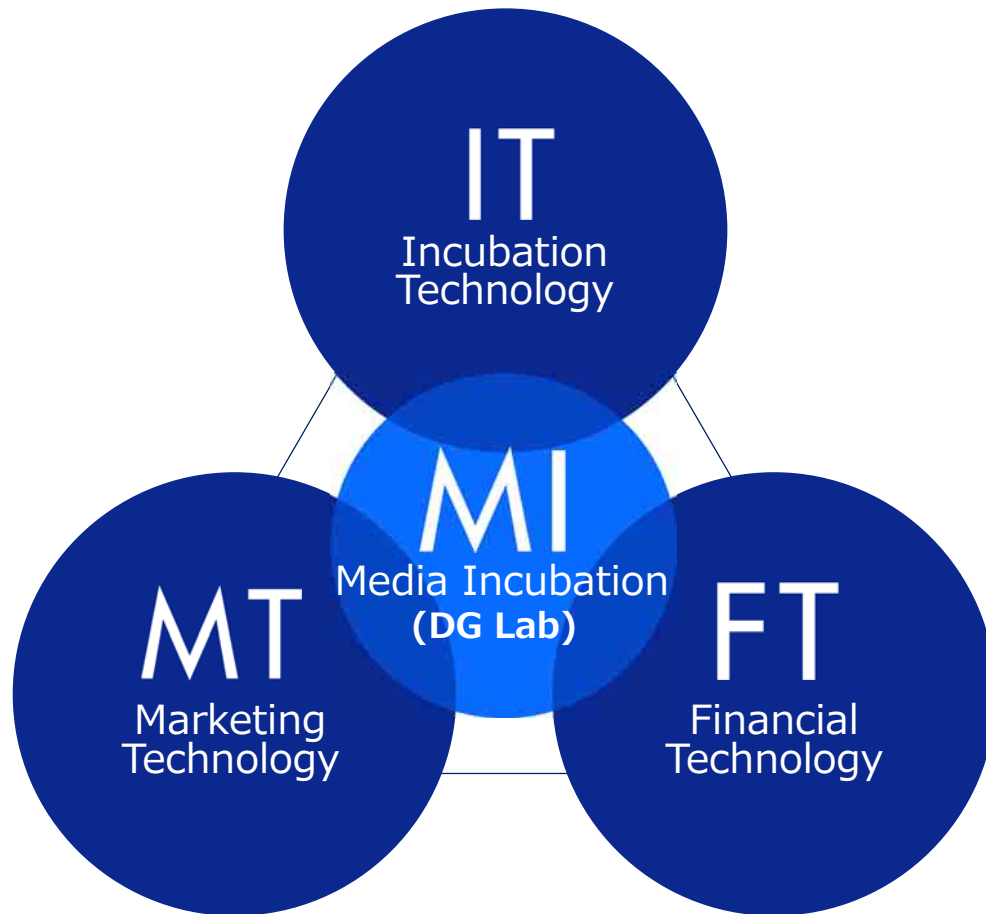 IT
Incubation
Technology
MI
Media Incubation
(DG Lab)
MT
Marketing
Technology
FT
Financial
Technology